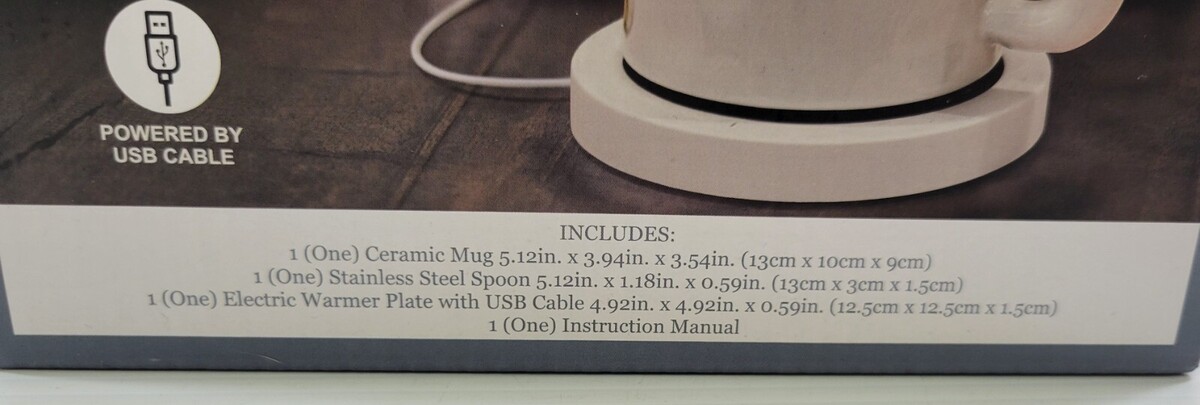 POWERED BY
USB CABLE
INCLUDES:
1 (One) Ceramic Mug 5.12in. x 3.94in. x 3.54in. (13cm x 10cm x 9cm)
1 (One) Stainless Steel Spoon 5.12in. x 1.18in. x 0.59in. (13cm x 3cm x 1.5cm)
1 (One) Electric Warmer Plate with USB Cable 4.92in. x 4.92in. x 0.59in. (12.5cm x 12.5cm x 1.5cm)
1 (One) Instruction Manual